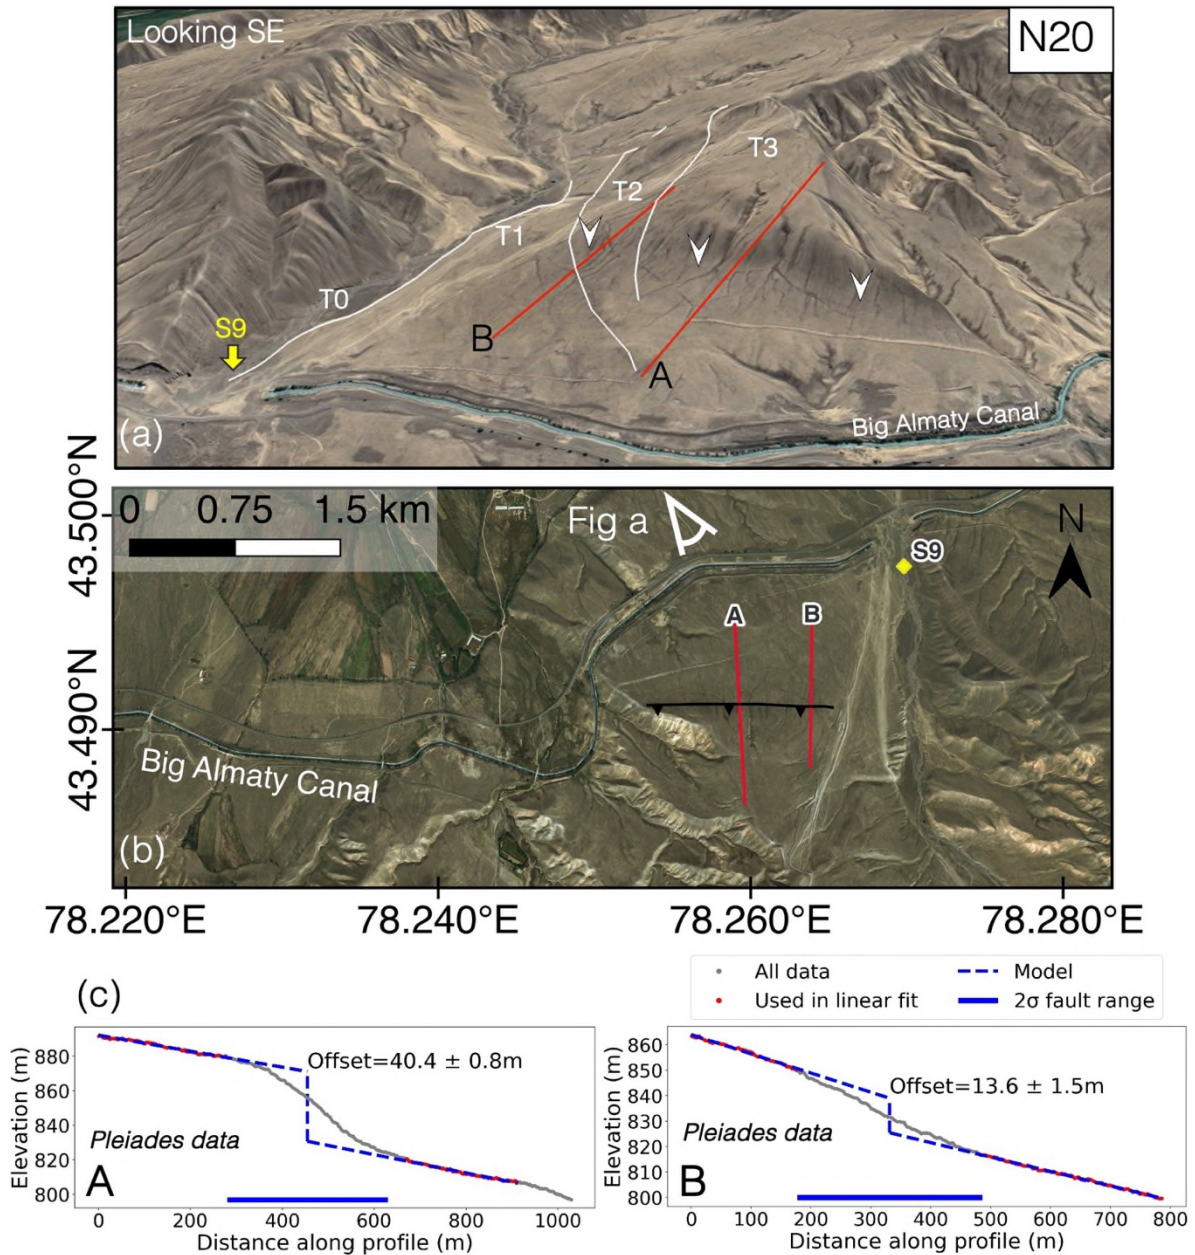 Looking SE
N20
T3
T2
T1
T0
S9
B
A
Big Almaty Canal
(a)
0 0.75 1.5 km
Fig a
N
S9
A B
43.500°N
43.490°N
Big Almaty Canal
(b)
78.220°E 78.240°E 78.260°E 78.280°E
(c)
All data
Used in linear fit
Model
2σ fault range
Elevation (m)
880
860
840
820
800
Offset=40.4 ± 0.8m
Pleiades data
A
0 200 400 600 800 1000
Distance along profile (m)
Elevation (m)
860
850
840
830
820
810
800
Offset=13.6 ± 1.5m
Pleiades data
B
0 100 200 300 400 500 600 700 800
Distance along profile (m)